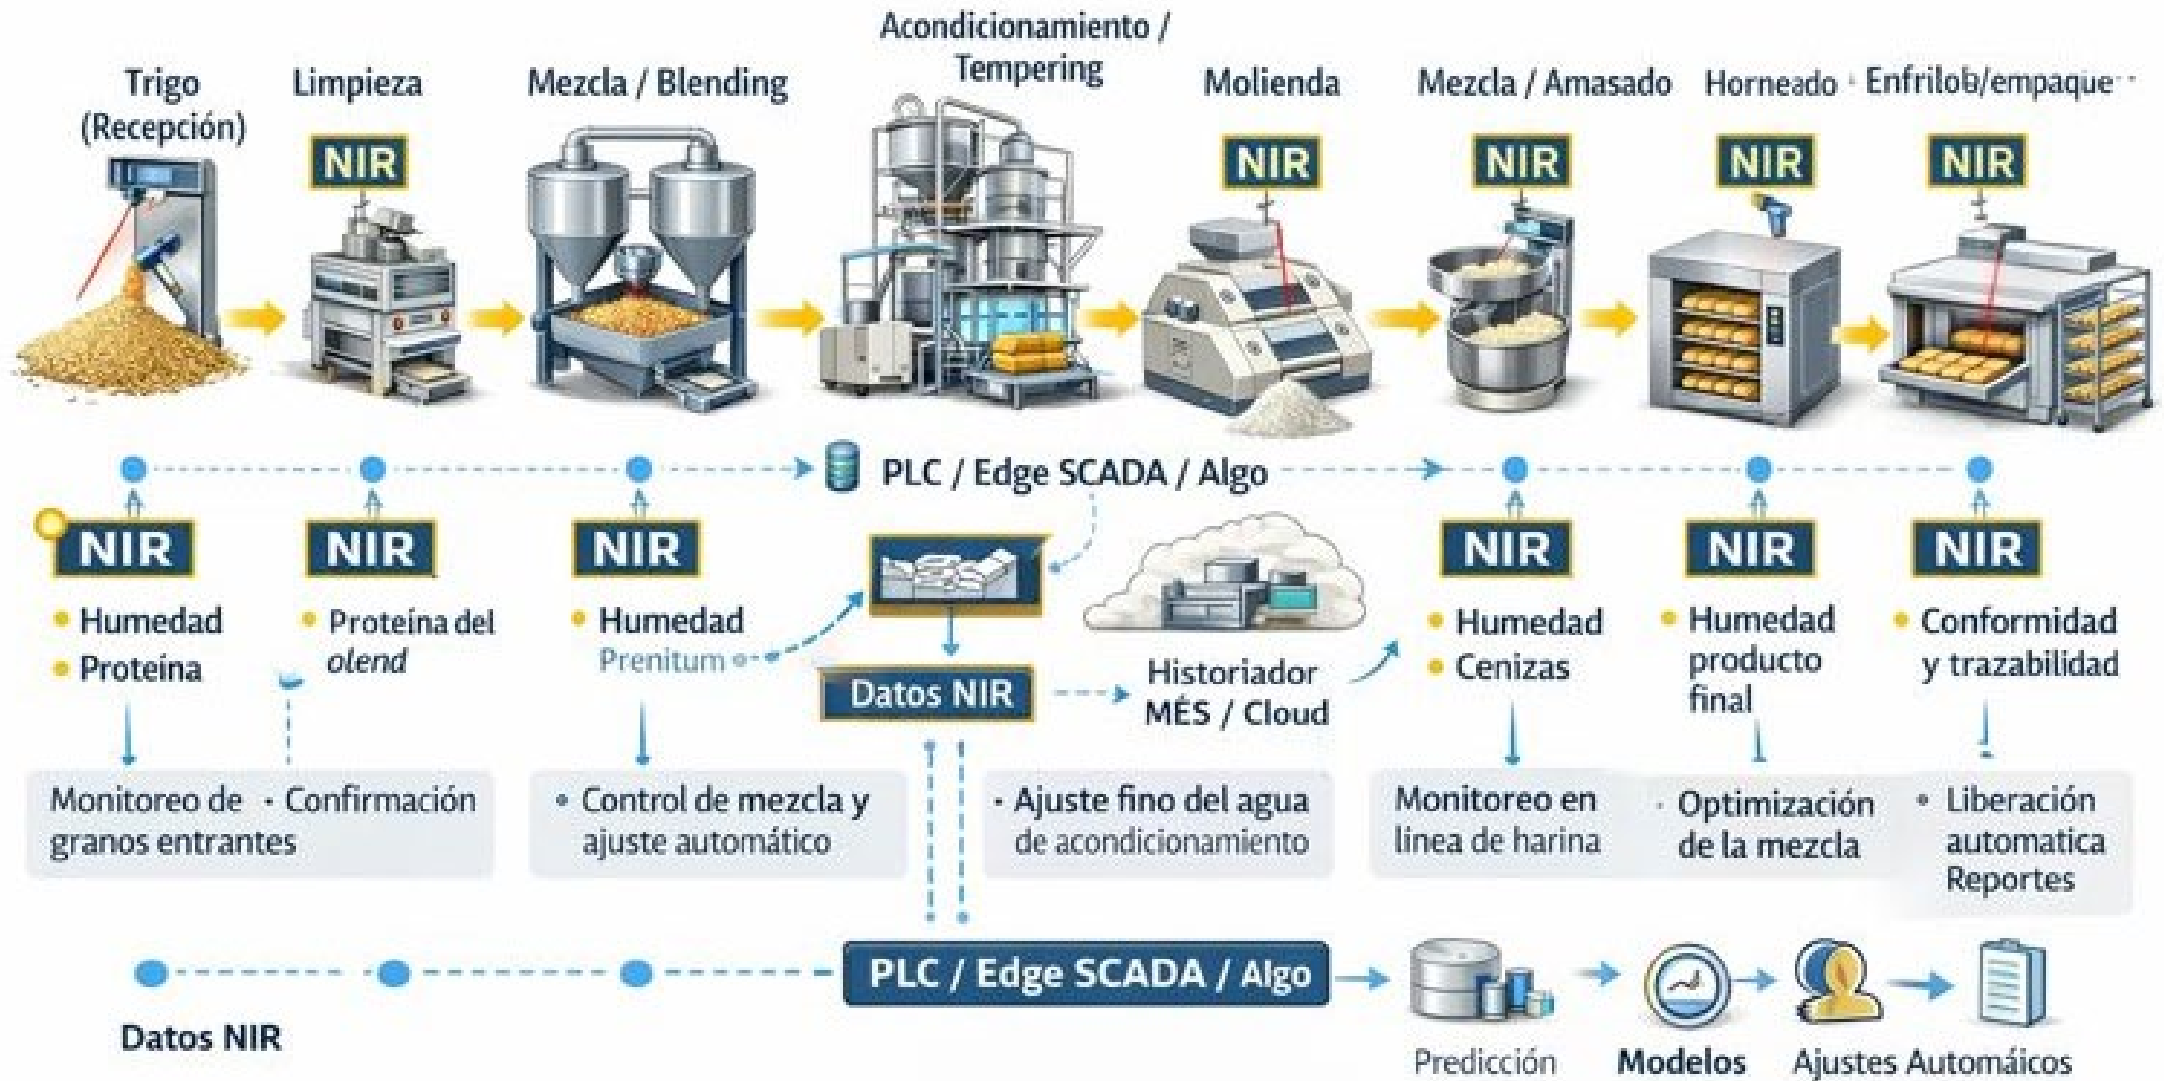 Acondicionamiento /
Tempering
Trigo
(Recepción)
Limpieza
Mezcla / Blending
Molienda
Mezcla / Amasado
Horneado
Enfrilob/empaque
NIR
NIR
NIR
NIR
NIR
PLC / Edge SCADA / Algo
NIR
NIR
NIR
NIR
NIR
NIR
• Humedad
• Proteína
• Proteína del
olend
• Humedad
Prenitum
Datos NIR
Historiador
MÉS / Cloud
• Humedad
• Cenizas
• Humedad
producto
final
• Conformidad
y trazabilidad
Monitoreo de
granos entrantes
• Confirmación
• Control de mezcla y
ajuste automático
• Ajuste fino del agua
de acondicionamiento
Monitoreo en
linea de harina
• Optimización
de la mezcla
• Liberación
automatica
Reportes
PLC / Edge SCADA / Algo
Datos NIR
Predicción
Modelos
Ajustes Automáicos